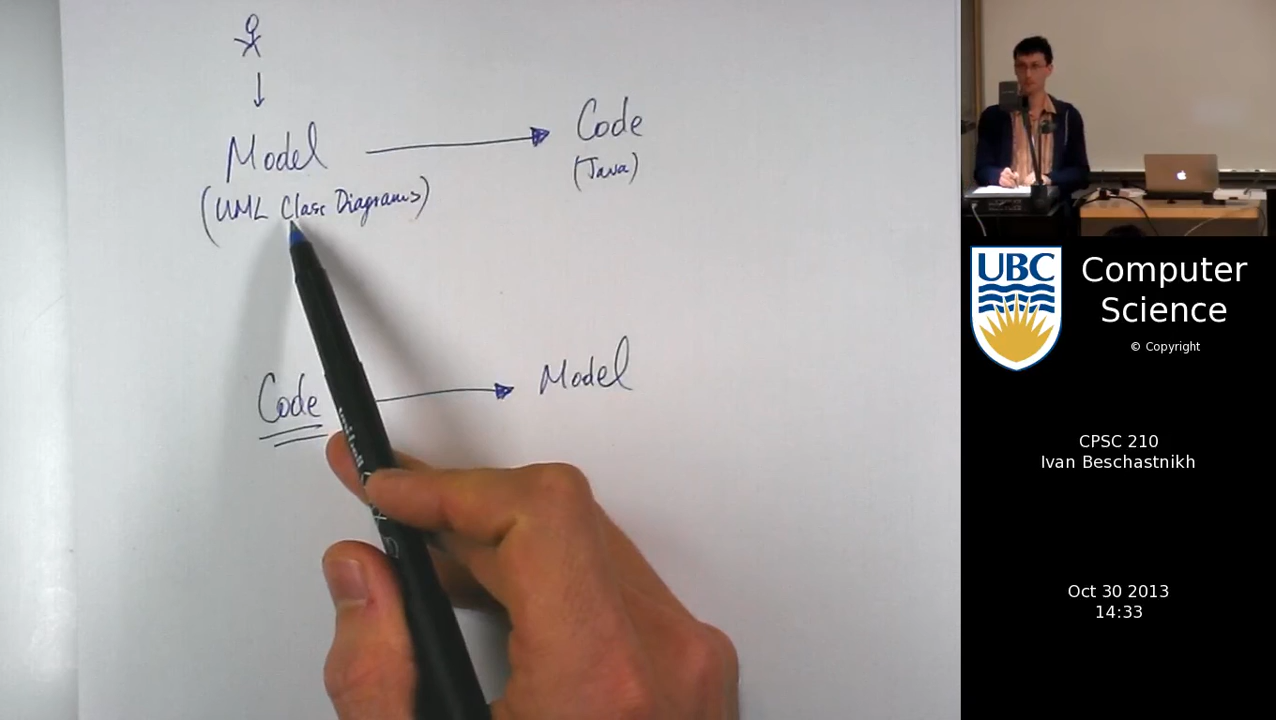 Model
Code
(UML Class Diagrams)
(Java)
Code
Model
UBC
Computer
Science
© Copyright
CPSC 210
Ivan Beschastnikh
Oct 30 2013
14:33